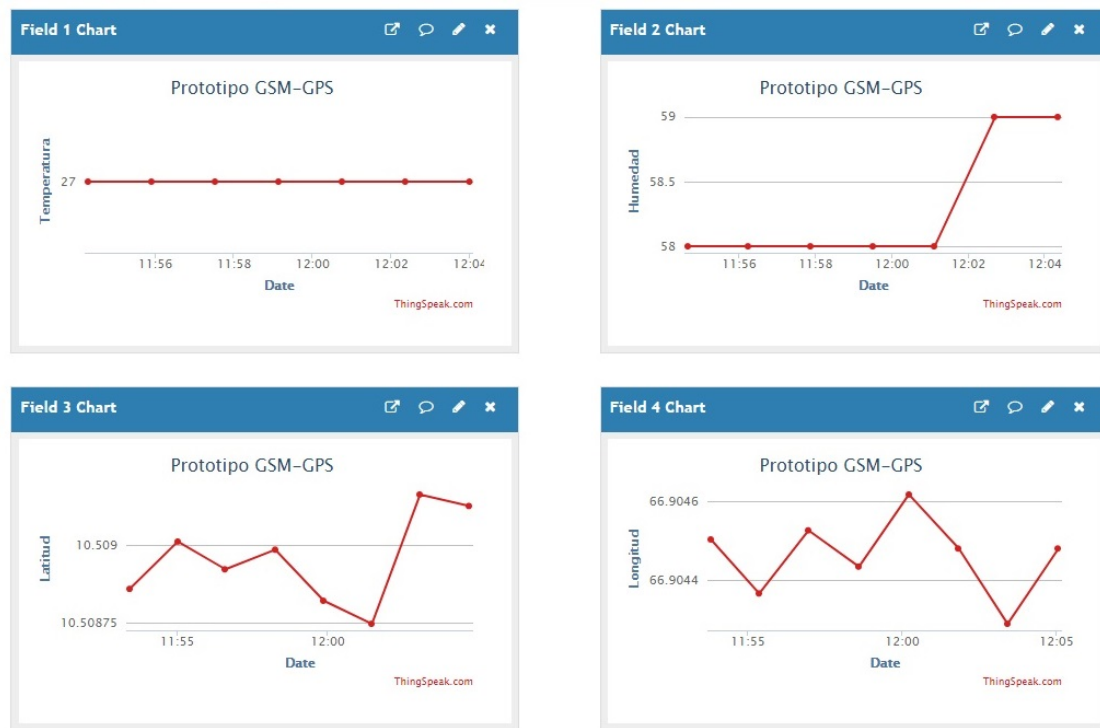 Field 1 Chart
Prototipo GSM-GPS
Temperatura
27
11:56 11:58 12:00 12:02 12:04
Date
ThingSpeak.com
Field 2 Chart
Prototipo GSM-GPS
Humedad
59
58.5
58
11:56 11:58 12:00 12:02 12:04
Date
ThingSpeak.com
Field 3 Chart
Prototipo GSM-GPS
Latitud
10.509
10.50875
11:55 12:00
Date
ThingSpeak.com
Field 4 Chart
Prototipo GSM-GPS
Longitud
66.9046
66.9044
11:55 12:00 12:05
Date
ThingSpeak.com